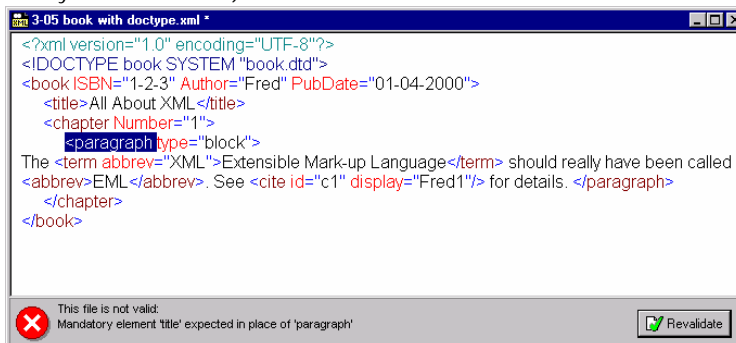 3-05 book with doctype.xml *
<?xml version="1.0" encoding="UTF-8"?>
<!DOCTYPE book SYSTEM "book.dtd">
<book ISBN="1-2-3" Author="Fred" PubDate="01-04-2000">
<title>All About XML</title>
<chapter Number="1">
<paragraph type="block">
The <term abbrev="XML">Extensible Mark-up Language</term> should really have been called
<abbrev>EML</abbrev>. See <cite id="c1" display="Fred1"/> for details. </paragraph>
</chapter>
</book>
This file is not valid:
Mandatory element 'title' expected in place of 'paragraph'
Revalidate